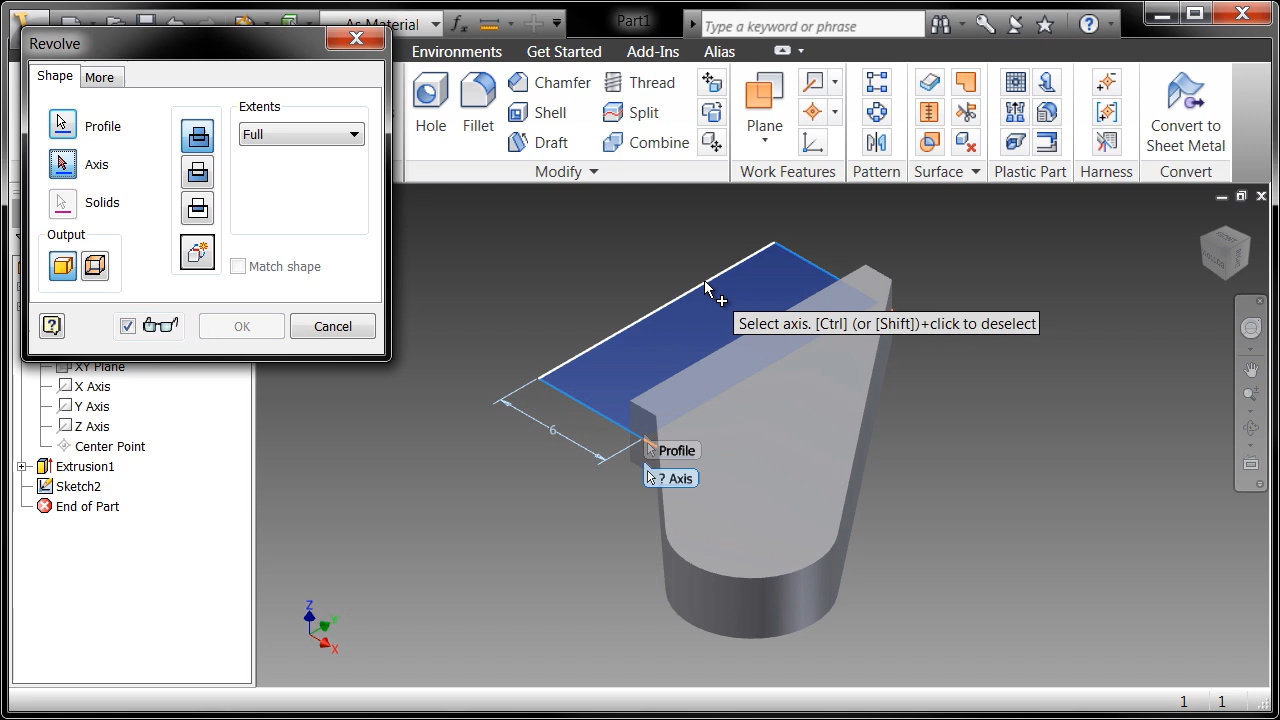 As Material
Part1
Type a keyword or phrase
Revolve
Environments
Get Started
Add-Ins
Alias
Shape
More
Profile
Axis
Solids
Output
Extents
Full
Match shape
OK
Cancel
Hole
Fillet
Chamfer
Shell
Draft
Thread
Split
Combine
Modify
Plane
Work Features
Pattern
Surface
Plastic Part
Harness
Convert to
Sheet Metal
Convert
XY Plane
X Axis
Y Axis
Z Axis
Center Point
Extrusion1
Sketch2
End of Part
Select axis. [Ctrl] (or [Shift])+click to deselect
6
Profile
? Axis
Z
X
1 1